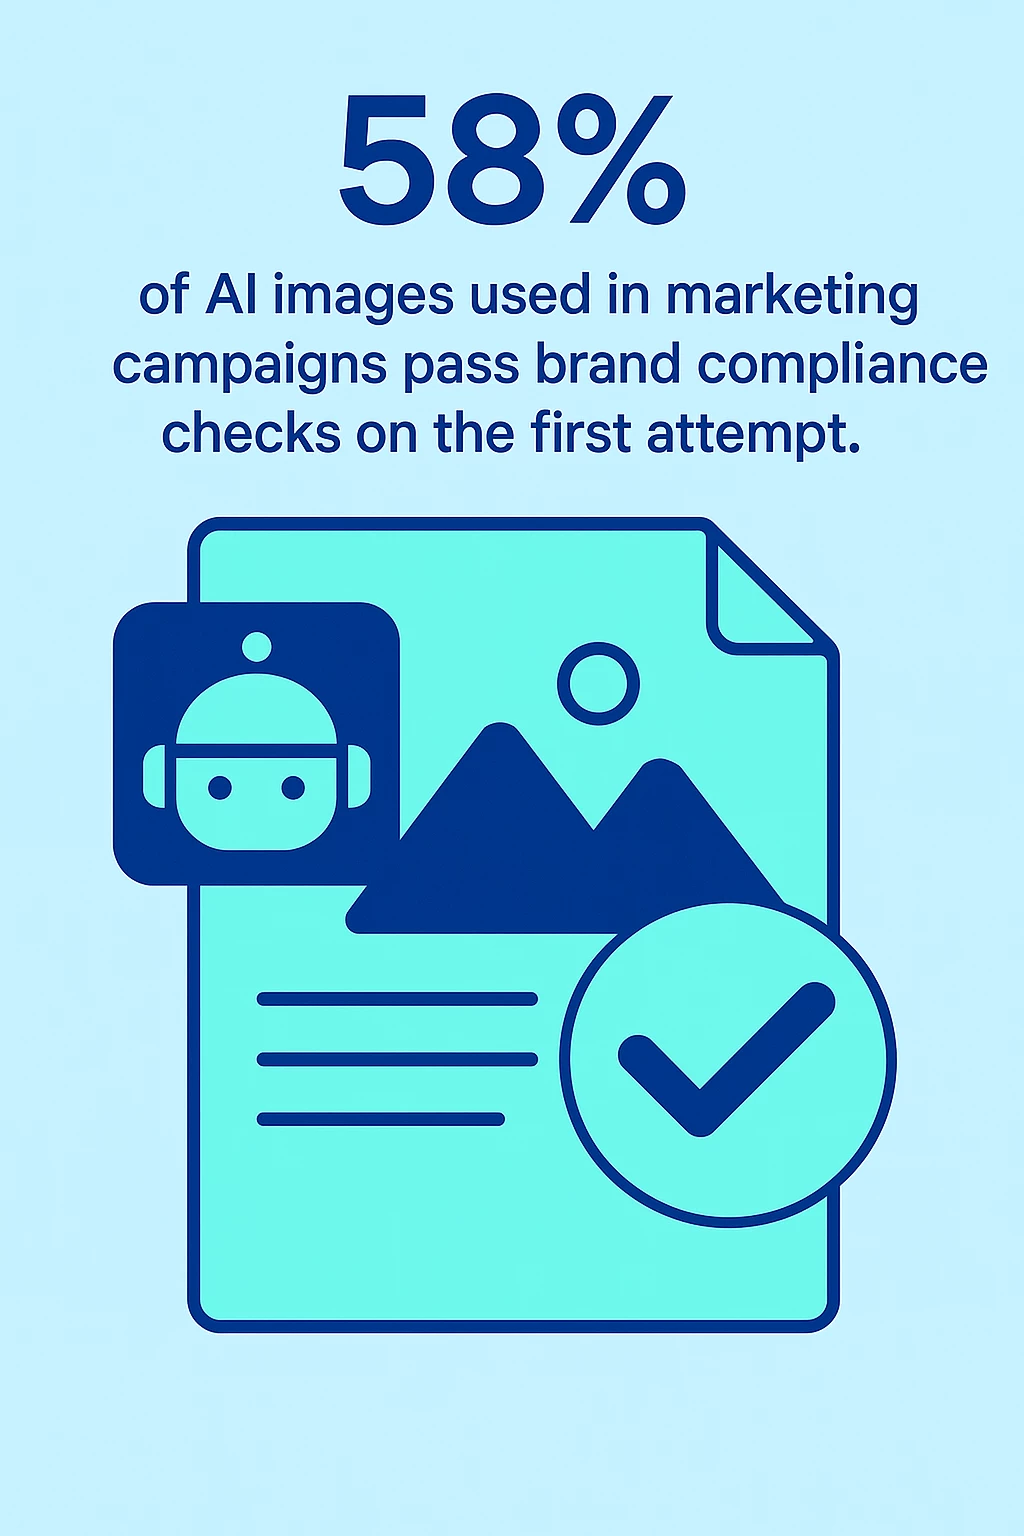 58%
of AI images used in marketing
campaigns pass brand compliance
checks on the first attempt.